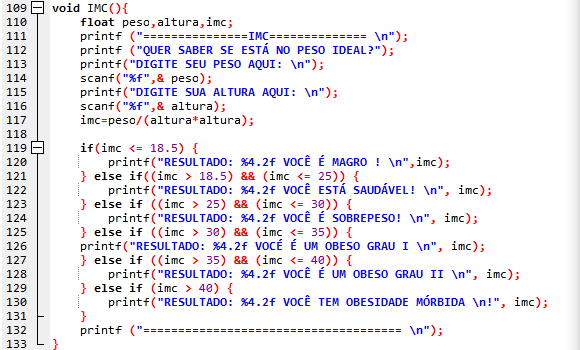 109 void IMC(){
110 float peso,altura,imc;
111 printf ("===============IMC============== \n");
112 printf ("QUER SABER SE ESTÁ NO PESO IDEAL?");
113 printf("DIGITE SEU PESO AQUI: \n");
114 scanf("%f",& peso);
115 printf("DIGITE SUA ALTURA AQUI: \n");
116 scanf("%f",& altura);
117 imc=peso/(altura*altura);
118
119 if(imc <= 18.5) {
120 printf("RESULTADO: %4.2f VOCÊ É MAGRO ! \n",imc);
121 } else if((imc > 18.5) && (imc <= 25)) {
122 printf("RESULTADO: %4.2f VOCÊ ESTÁ SAUDÁVEL! \n", imc);
123 } else if ((imc > 25) && (imc <= 30)) {
124 printf("RESULTADO: %4.2f VOCÊ É SOBREPESO! \n", imc);
125 } else if ((imc > 30) && (imc <= 35)) {
126 printf("RESULTADO: %4.2f VOCÊ É UM OBESO GRAU I \n", imc);
127 } else if ((imc > 35) && (imc <= 40)) {
128 printf("RESULTADO: %4.2f VOCÊ É UM OBESO GRAU II \n", imc);
129 } else if (imc > 40) {
130 printf("RESULTADO: %4.2f VOCÊ TEM OBESIDADE MÓRBIDA \n!", imc);
131 }
132 printf ("====================================== \n");
133 }